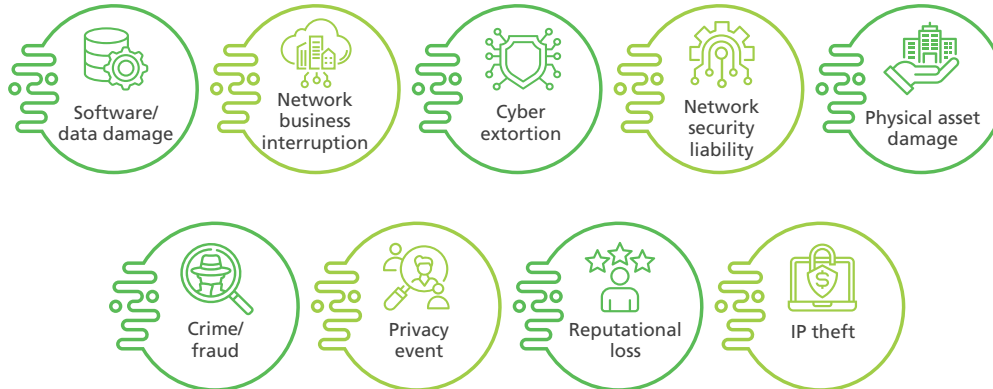 Software/
data damage
Network
business
interruption
Cyber
extortion
Network
security
liability
Physical asset
damage
Crime/
fraud
Privacy
event
Reputational
loss
IP theft
$